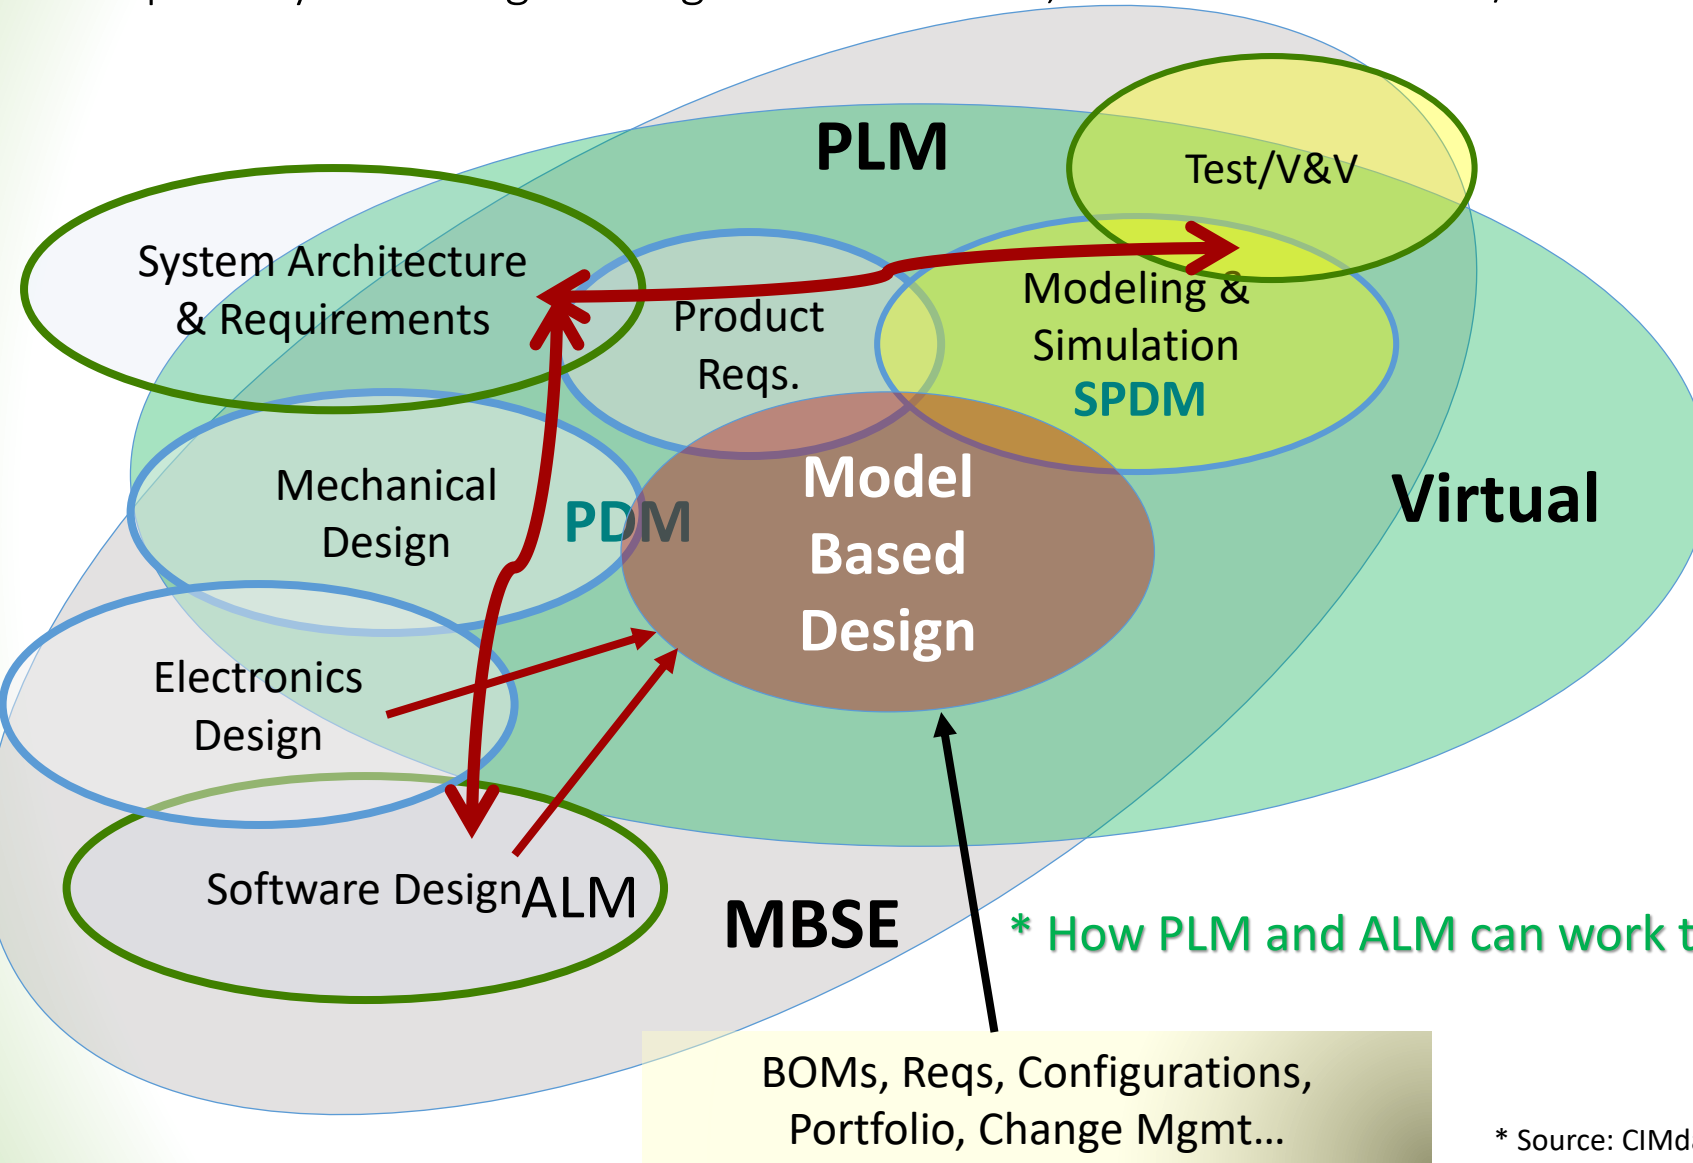 PLM
Test/V&V
System Architecture
& Requirements
Product
Reqs.
Modeling &
Simulation
SPDM
Mechanical
Design
PDM
Model
Based
Design
Virtual
Electronics
Design
Software Design ALM
MBSE
* How PLM and ALM can work
BOMs, Reqs, Configurations,
Portfolio, Change Mgmt...
* Source: